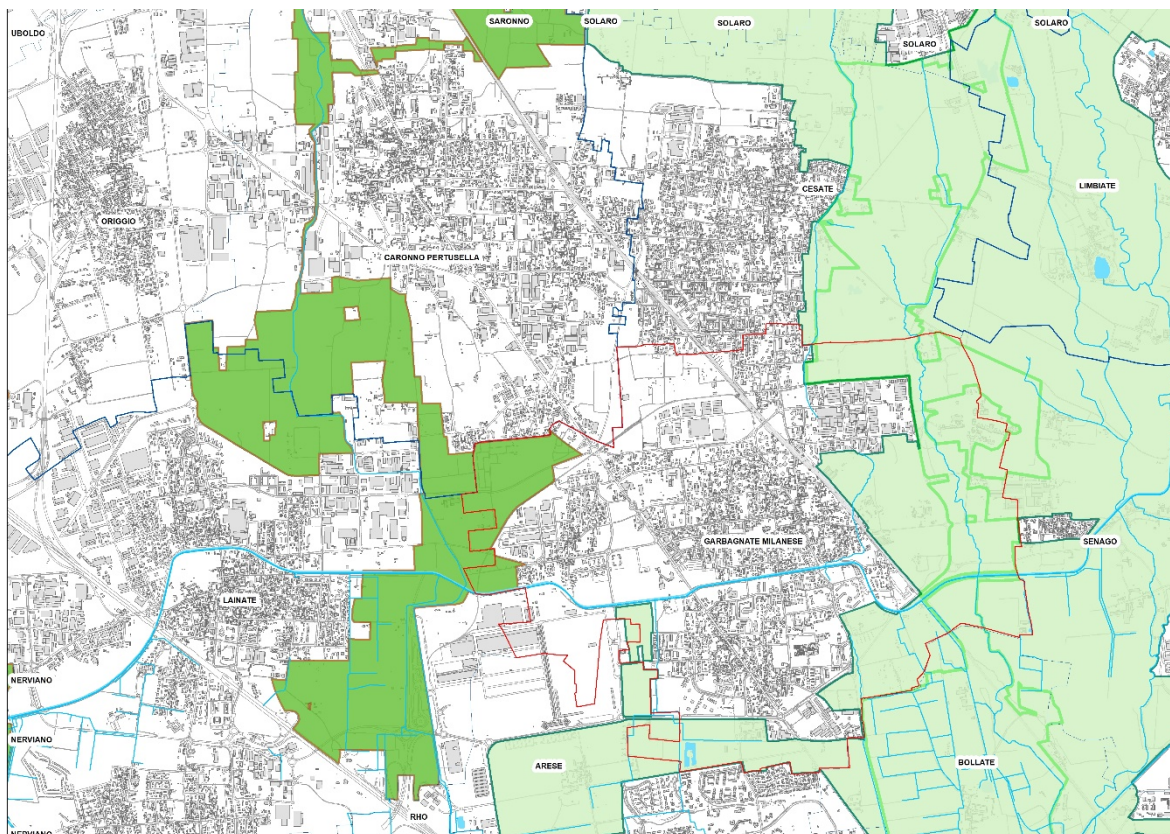 SARONNO
SOLARO
SOLARO
SOLARO
UBOLDO
SOLARO
CESATE
LIMBIATE
ORIGGIO
CARONNO PERTUSELLA
GARBAGNATE MILANESE
SENAGO
LAINATE
NERVIANO
NERVIANO
ARESE
BOLLATE
RHO
NERVIANO